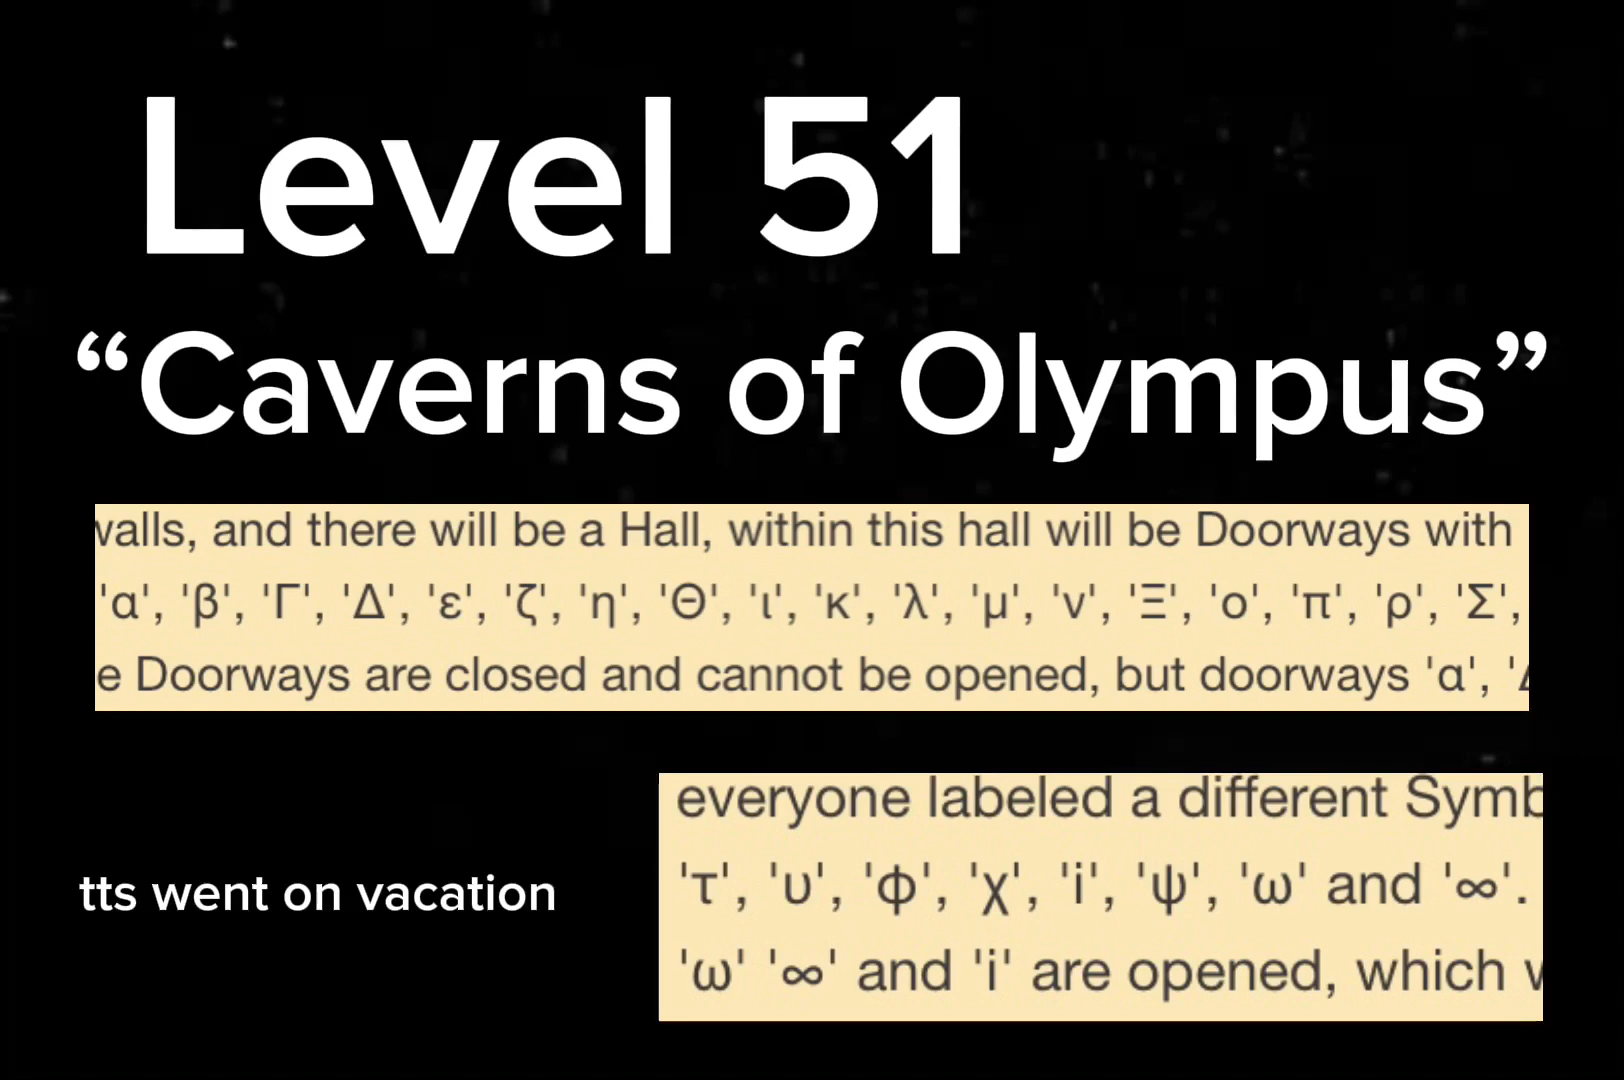 Level 51
“Caverns of Olympus”
valls, and there will be a Hall, within this hall will be Doorways with
'α', 'β', 'Γ', 'Δ', 'ε', 'ζ', 'η', 'Θ', 'ι', 'κ', 'λ', 'μ', 'ν', 'Ξ', 'ο', 'π', 'ρ', 'Σ',
e Doorways are closed and cannot be opened, but doorways 'α', '
everyone labeled a different Symb
'τ', 'υ', 'φ', 'χ', 'i', 'ψ', 'ω' and '∞'.
'ω' '∞' and 'i' are opened, which
tts went on vacation